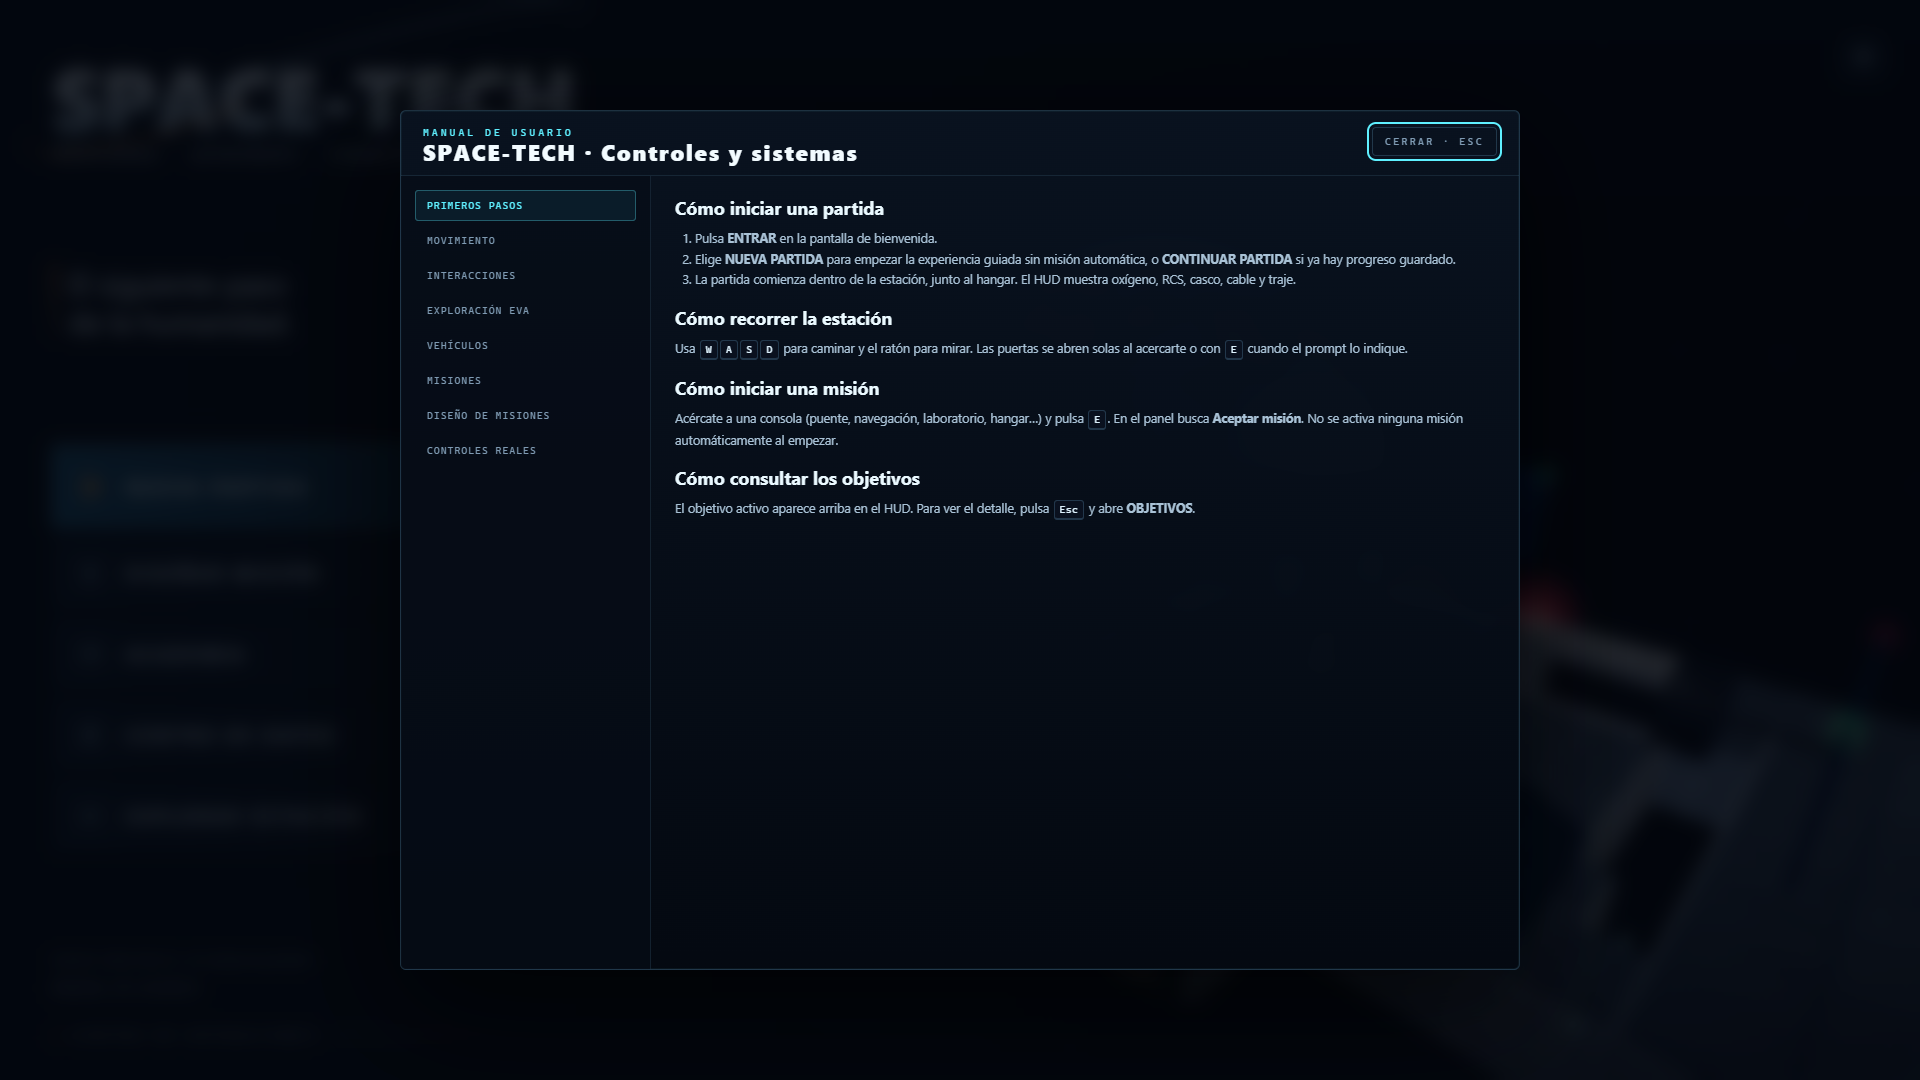 SPACE-TECH
MANUAL DE USUARIO
SPACE-TECH · Controles y sistemas
CERRAR · ESC
PRIMEROS PASOS
MOVIMIENTO
INTERACCIONES
EXPLORACIÓN EVA
VEHÍCULOS
MISIONES
DISEÑO DE MISIONES
CONTROLES REALES
Cómo iniciar una partida
1. Pulsa ENTRAR en la pantalla de bienvenida.
2. Elige NUEVA PARTIDA para empezar la experiencia guiada sin misión automática, o CONTINUAR PARTIDA si ya hay progreso guardado.
3. La partida comienza dentro de la estación, junto al hangar. El HUD muestra oxígeno, RCS, casco, cable y traje.
Cómo recorrer la estación
Usa W A S D para caminar y el ratón para mirar. Las puertas se abren solas al acercarte o con E cuando el prompt lo indique.
Cómo iniciar una misión
Acércate a una consola (puente, navegación, laboratorio, hangar...) y pulsa E. En el panel busca Aceptar misión. No se activa ninguna misión
automáticamente al empezar.
Cómo consultar los objetivos
El objetivo activo aparece arriba en el HUD. Para ver el detalle, pulsa Esc y abre OBJETIVOS.